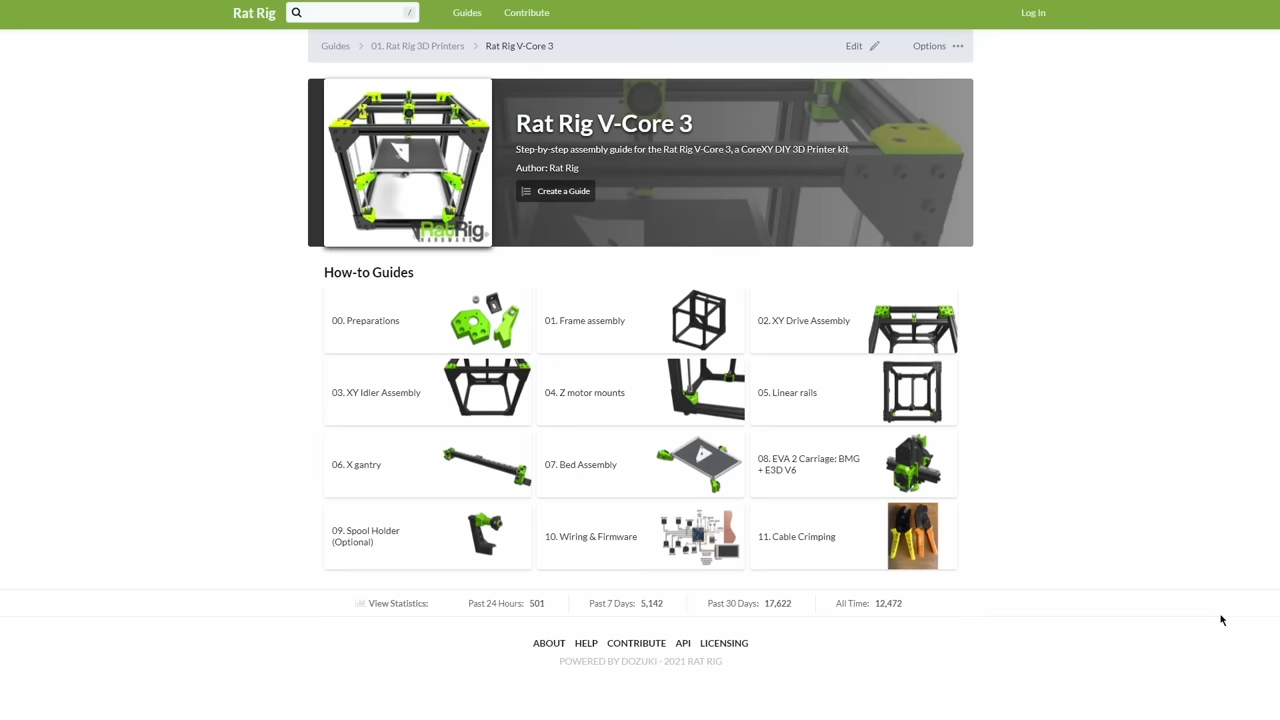 Rat Rig
/
Guides
Contribute
Log In
Guides
01. Rat Rig 3D Printers
Rat Rig V-Core 3
Edit
Options
Rat Rig V-Core 3
Step-by-step assembly guide for the Rat Rig V-Core 3, a CoreXY DIY 3D Printer kit
Author: Rat Rig
Create a Guide
RatRig
HARDWARE
How-to Guides
00. Preparations
01. Frame assembly
02. XY Drive Assembly
03. XY Idler Assembly
04. Z motor mounts
05. Linear rails
06. X gantry
07. Bed Assembly
08. EVA 2 Carriage: BMG
+ E3D V6
09. Spool Holder
(Optional)
10. Wiring & Firmware
11. Cable Crimping
View Statistics:
Past 24 Hours: 501
Past 7 Days: 5,142
Past 30 Days: 17,622
All Time: 12,472
ABOUT HELP CONTRIBUTE API LICENSING
POWERED BY DOZUKI - 2021 RAT RIG